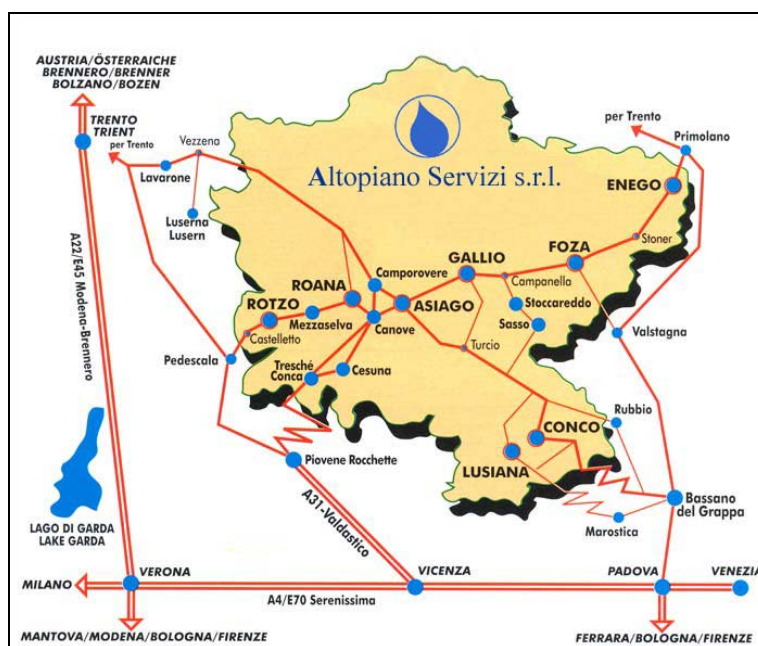 AUSTRIA/ÖSTERRAICHE
BRENNERO/BRENNER
BOLZANO/BOZEN
TRENTO
TRIENT
per Trento
Vezzena
Lavarone
Luserna
Lusern
Altopiano Servizi s.r.l.
per Trento
Primolano
ENEGO
Stoner
FOZA
GALLIO
Campanella
Camporovere
Stoccareddo
ROANA
ASIAGO
ROTZO
Sasso
Mezzaselva
Canove
Valstagna
Castelletto
Turcio
Pedescala
Tresché
Conca
Cesuna
A22/E45 Modena-Brennero
Rubbio
CONCO
LUSIANA
Piovene Rocchette
A31-Valdastico
Bassano
del Grappa
Marostica
LAGO DI GARDA
LAKE GARDA
VERONA
VICENZA
PADOVA
VENEZIA
MILANO
A4/E70 Serenissima
MANTOVA/MODENA/BOLOGNA/FIRENZE
FERRARA/BOLOGNA/FIRENZE